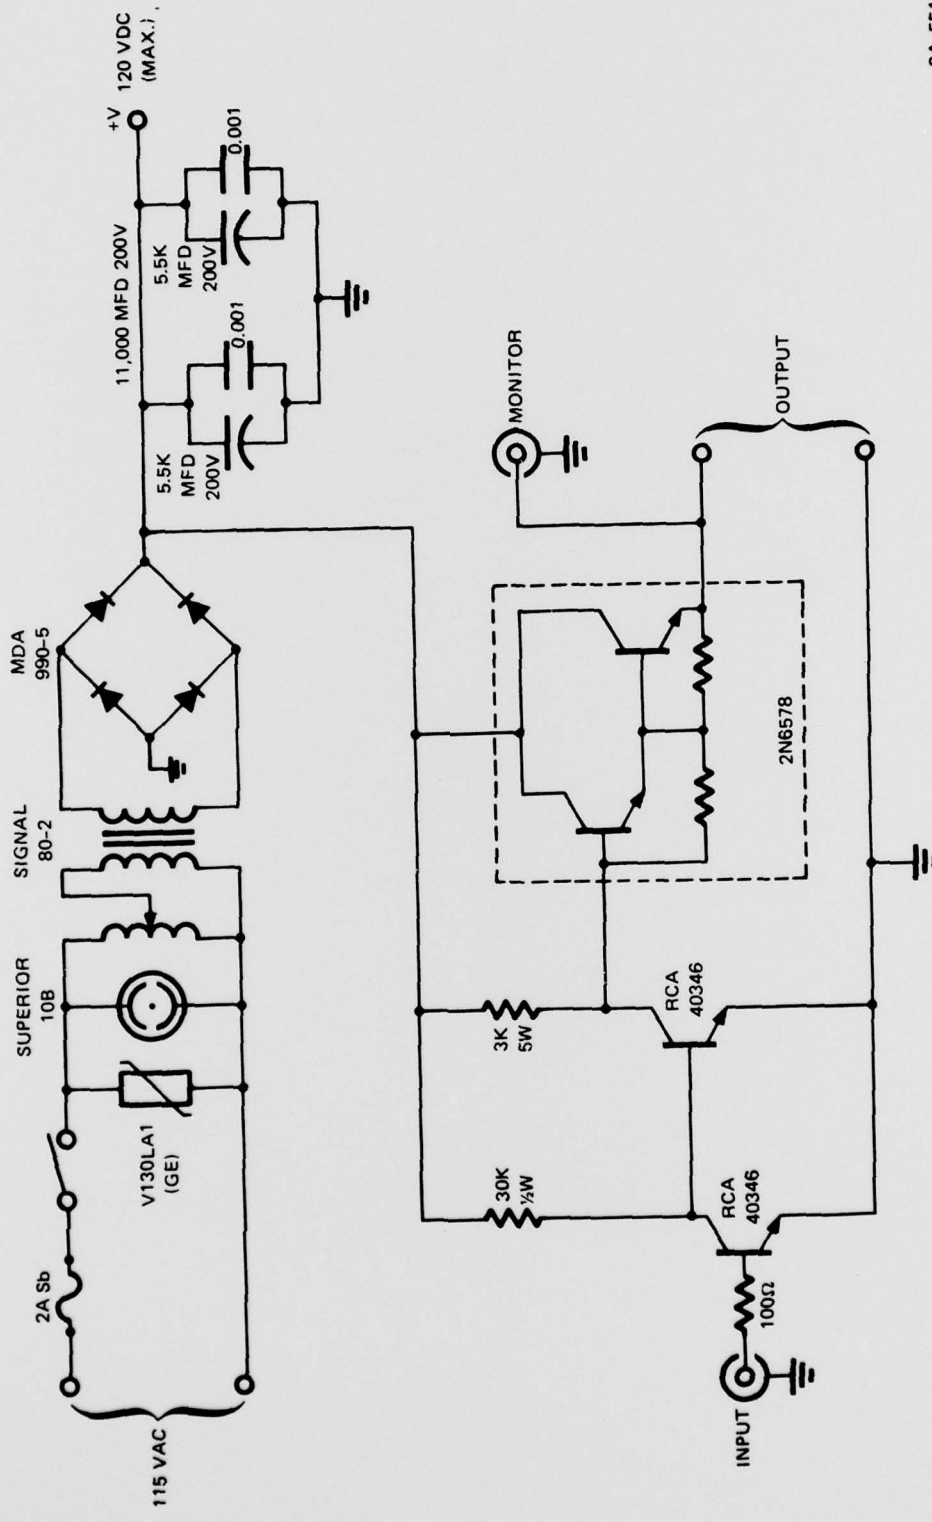 115 VAC
2A Sb
V130LA1
(GE)
SUPERIOR
10B
SIGNAL
80-2
MDA
990-5
11,000 MFD 200V
5.5K
MFD
200V
0.001
5.5K
MFD
200V
0.001
+V
120 VDC
(MAX.)
INPUT
100Ω
30K
½W
RCA
40346
3K
5W
RCA
40346
2N6578
MONITOR
OUTPUT